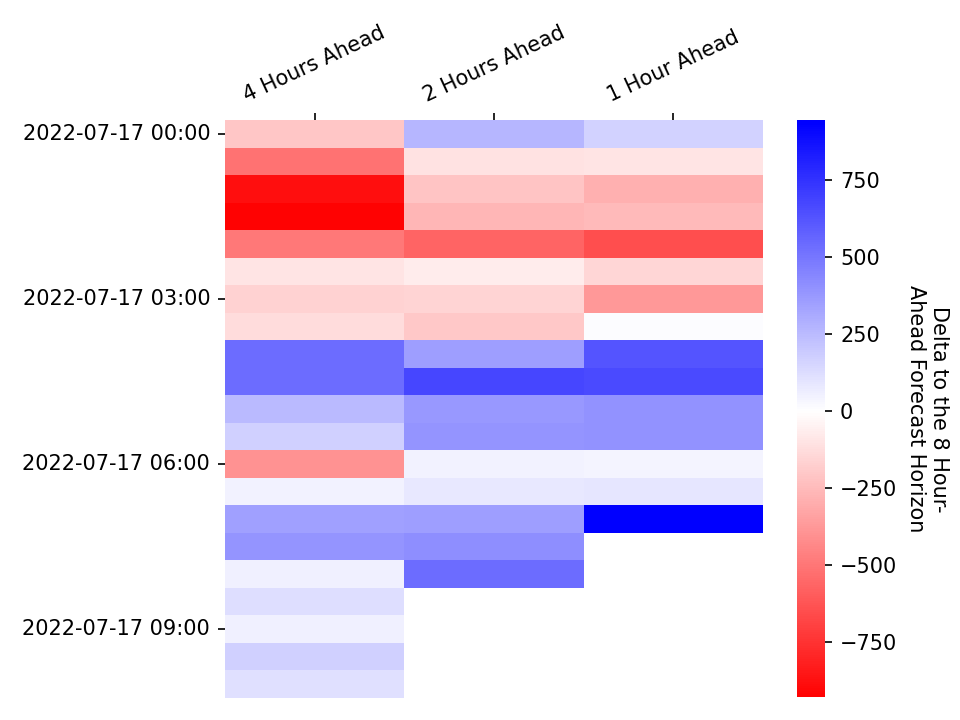 4 Hours Ahead
2 Hours Ahead
1 Hour Ahead
2022-07-17 00:00
2022-07-17 03:00
2022-07-17 06:00
2022-07-17 09:00
750
500
250
0
−250
−500
−750
Delta to the 8 Hour-
Ahead Forecast Horizon